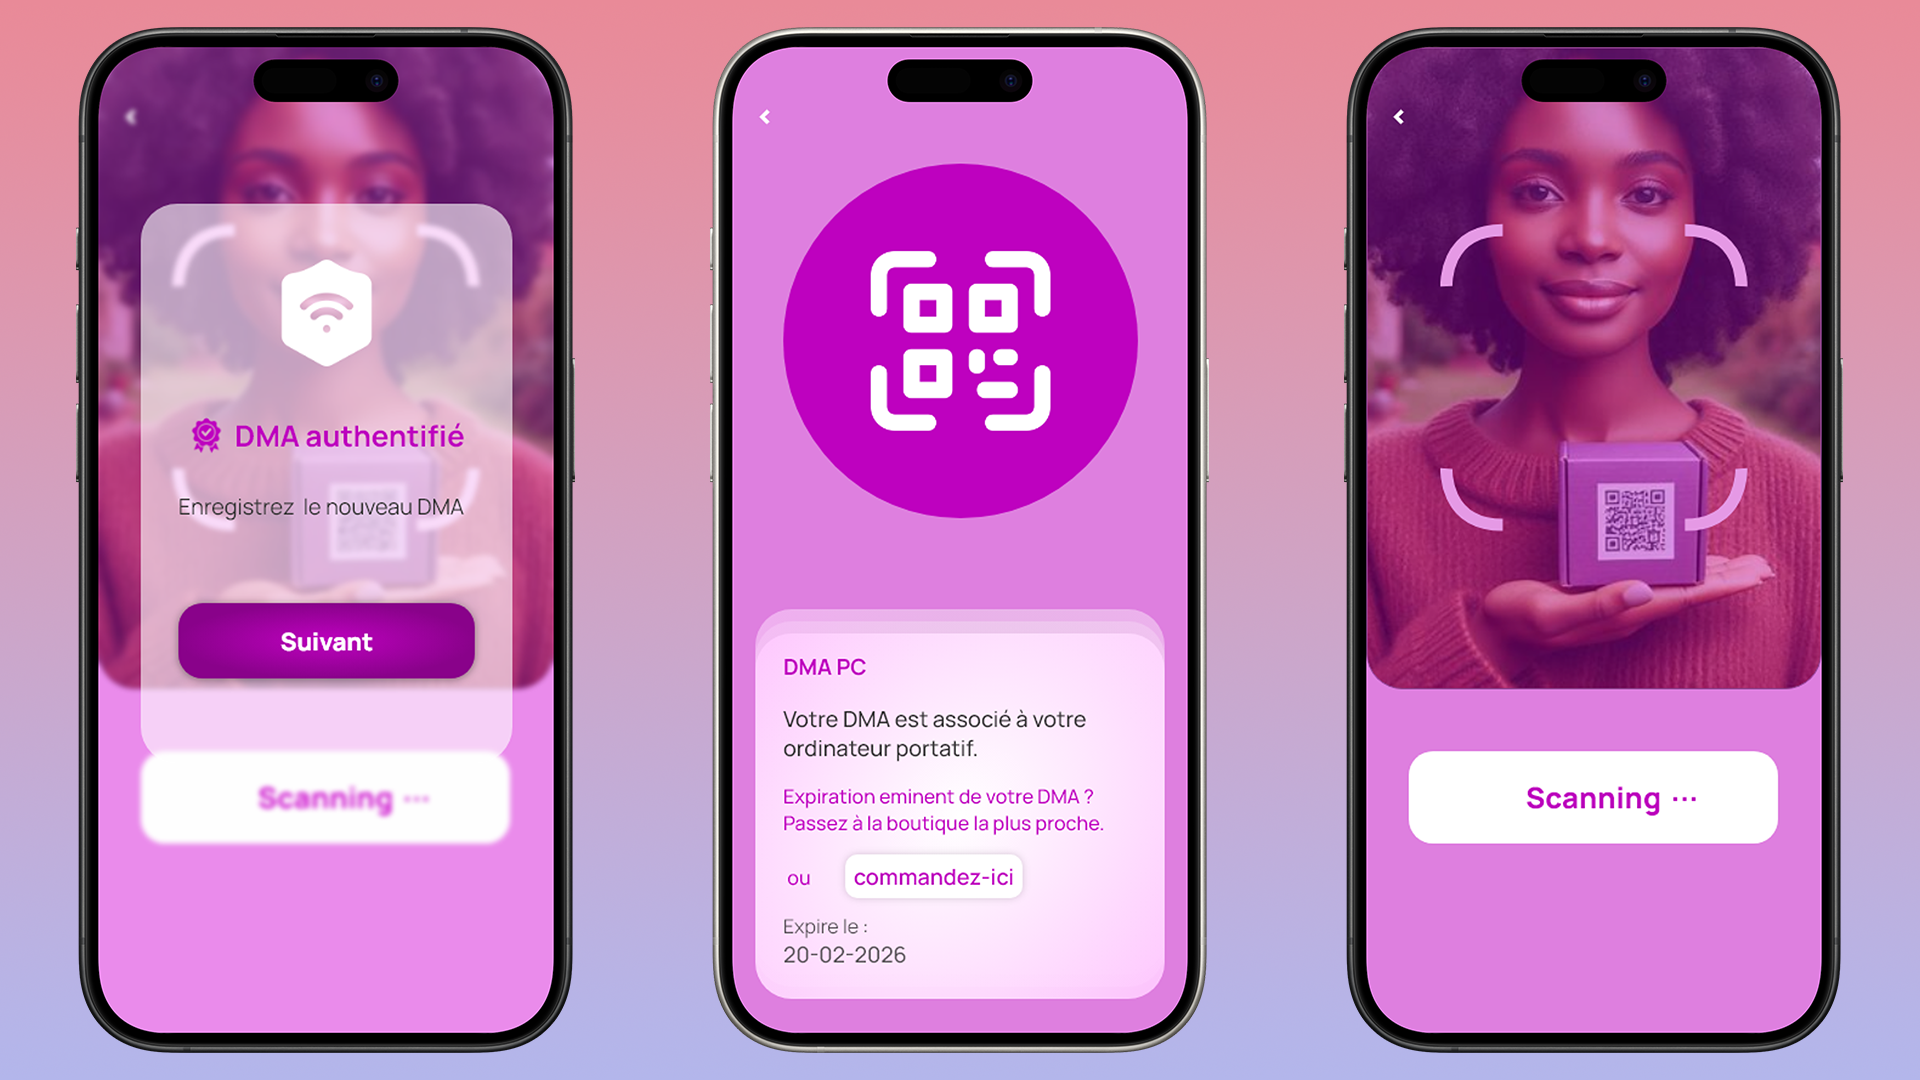 DMA authentifié
Enregistrez le nouveau DMA
Suivant
Scanning ...
DMA PC
Votre DMA est associé à votre
ordinateur portatif.
Expiration eminent de votre DMA ?
Passez à la boutique la plus proche.
ou commandez-ici
Expire le :
20-02-2026
Scanning ...